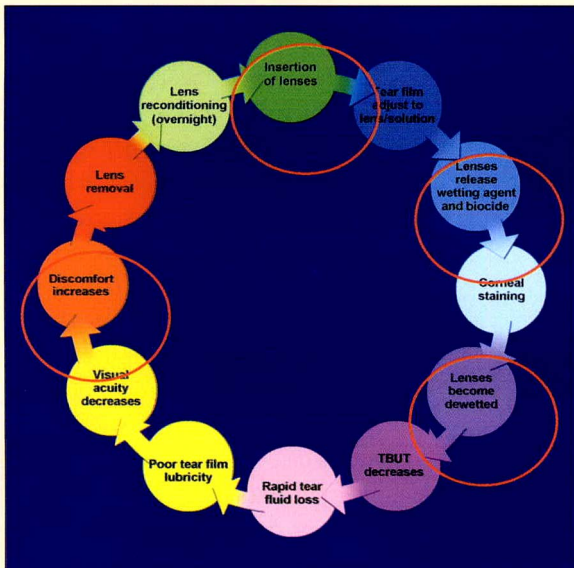 Insertion
of lenses
Tear film
adjust to
lens/solution
Lenses
release
wetting agent
and biocide
Corneal
staining
Lenses
become
dewetted
TBUT
decreases
Rapid tear
fluid loss
Poor tear film
lubricity
Visual
acuity
decreases
Discomfort
increases
Lens
removal
Lens
reconditioning
(overnight)